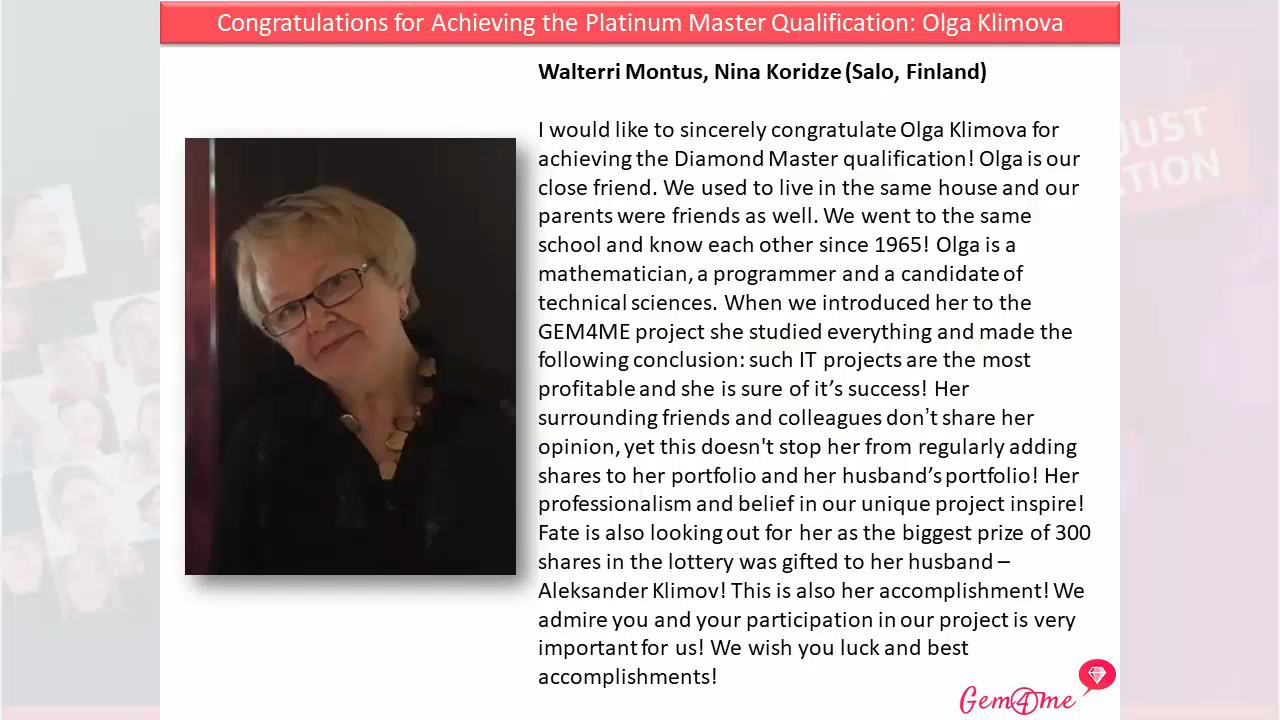 Congratulations for Achieving the Platinum Master Qualification: Olga Klimova
Walterri Montus, Nina Koridze (Salo, Finland)
I would like to sincerely congratulate Olga Klimova for
achieving the Diamond Master qualification! Olga is our
close friend. We used to live in the same house and our
parents were friends as well. We went to the same
school and know each other since 1965! Olga is a
mathematician, a programmer and a candidate of
technical sciences. When we introduced her to the
GEM4ME project she studied everything and made the
following conclusion: such IT projects are the most
profitable and she is sure of it’s success! Her
surrounding friends and colleagues don’t share her
opinion, yet this doesn't stop her from regularly adding
shares to her portfolio and her husband’s portfolio! Her
professionalism and belief in our unique project inspire!
Fate is also looking out for her as the biggest prize of 300
shares in the lottery was gifted to her husband –
Aleksander Klimov! This is also her accomplishment! We
admire you and your participation in our project is very
important for us! We wish you luck and best
accomplishments!
Gem4me
JUST